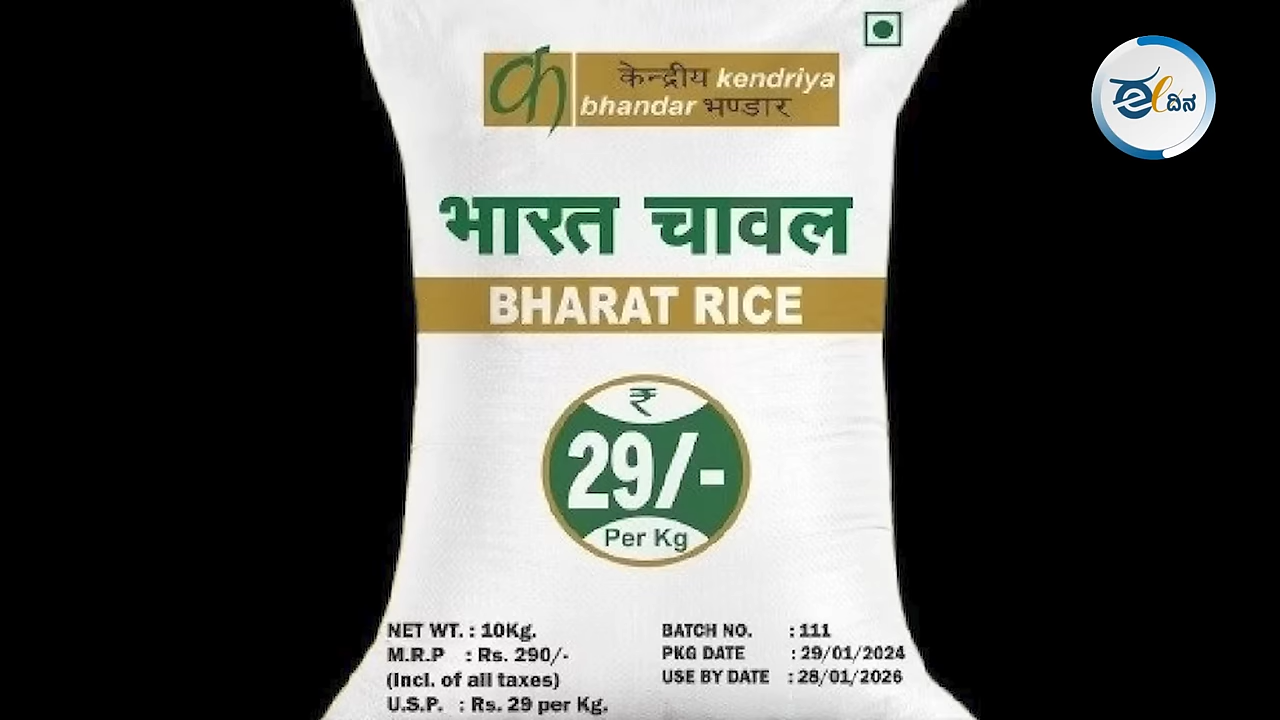 केन्द्रीय kendriya
bhandar भण्डार
eदिन
भारत चावल
BHARAT RICE
₹
29/-
Per Kg
NET WT. : 10Kg.
M.R.P : Rs. 290/-
(Incl. of all taxes)
U.S.P. : Rs. 29 per Kg.
BATCH NO. : 111
PKG DATE : 29/01/2024
USE BY DATE : 28/01/2026